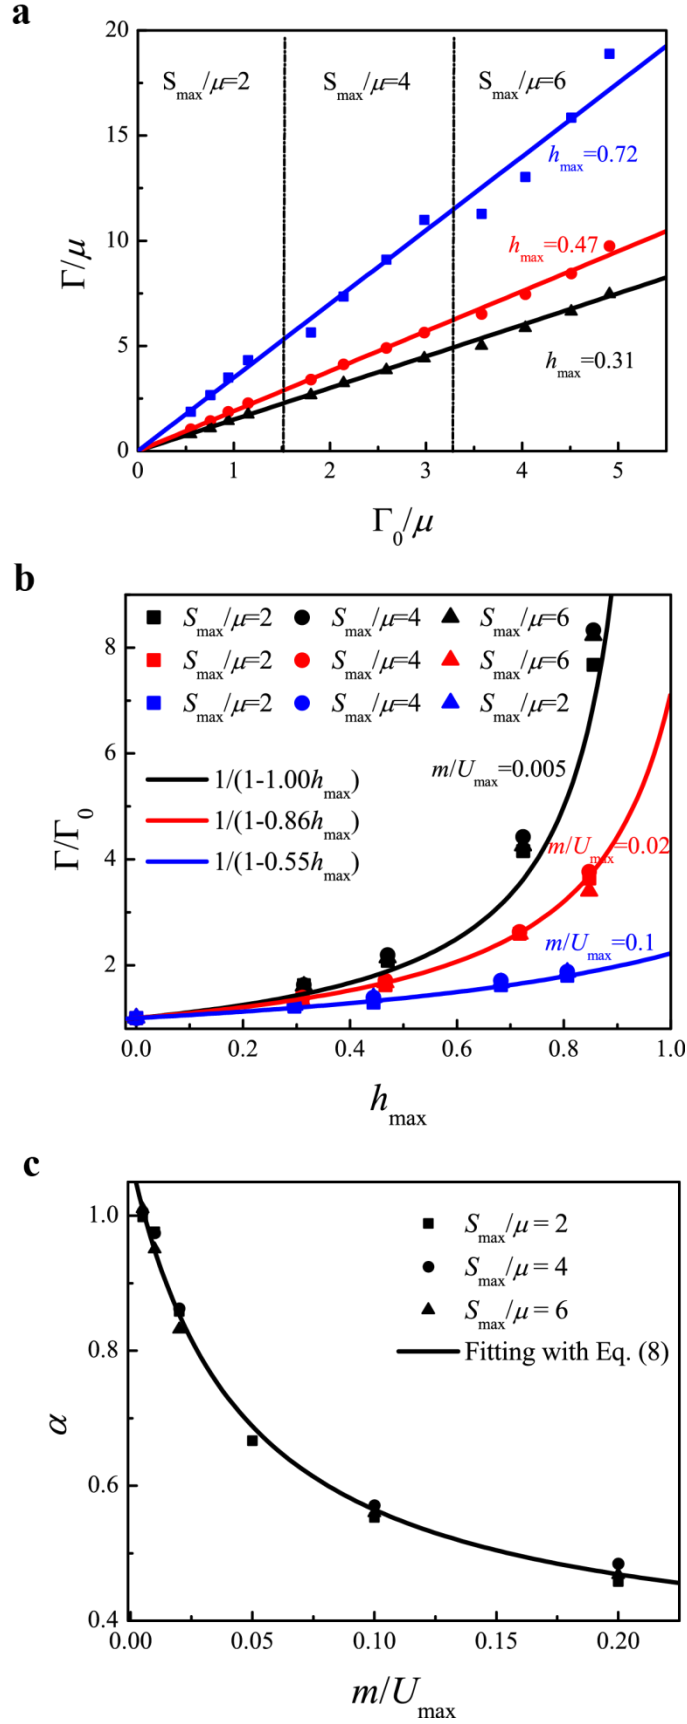 a
20
15
10
5
0
Γ/μ
S_max/μ=2 S_max/μ=4 S_max/μ=6
h_max=0.72
h_max=0.47
h_max=0.31
0 1 2 3 4 5
Γ₀/μ
b
8
6
4
2
Γ/Γ₀
S_max/μ=2 S_max/μ=4 S_max/μ=6
S_max/μ=2 S_max/μ=4 S_max/μ=6
S_max/μ=2 S_max/μ=4 S_max/μ=2
1/(1-1.00h_max)
1/(1-0.86h_max)
1/(1-0.55h_max)
m/U_max=0.005
m/U_max=0.02
m/U_max=0.1
0.0 0.2 0.4 0.6 0.8 1.0
h_max
c
1.0
0.8
0.6
0.4
α
S_max/μ = 2
S_max/μ = 4
S_max/μ = 6
Fitting with Eq. (8)
0.00 0.05 0.10 0.15 0.20
m/U_max